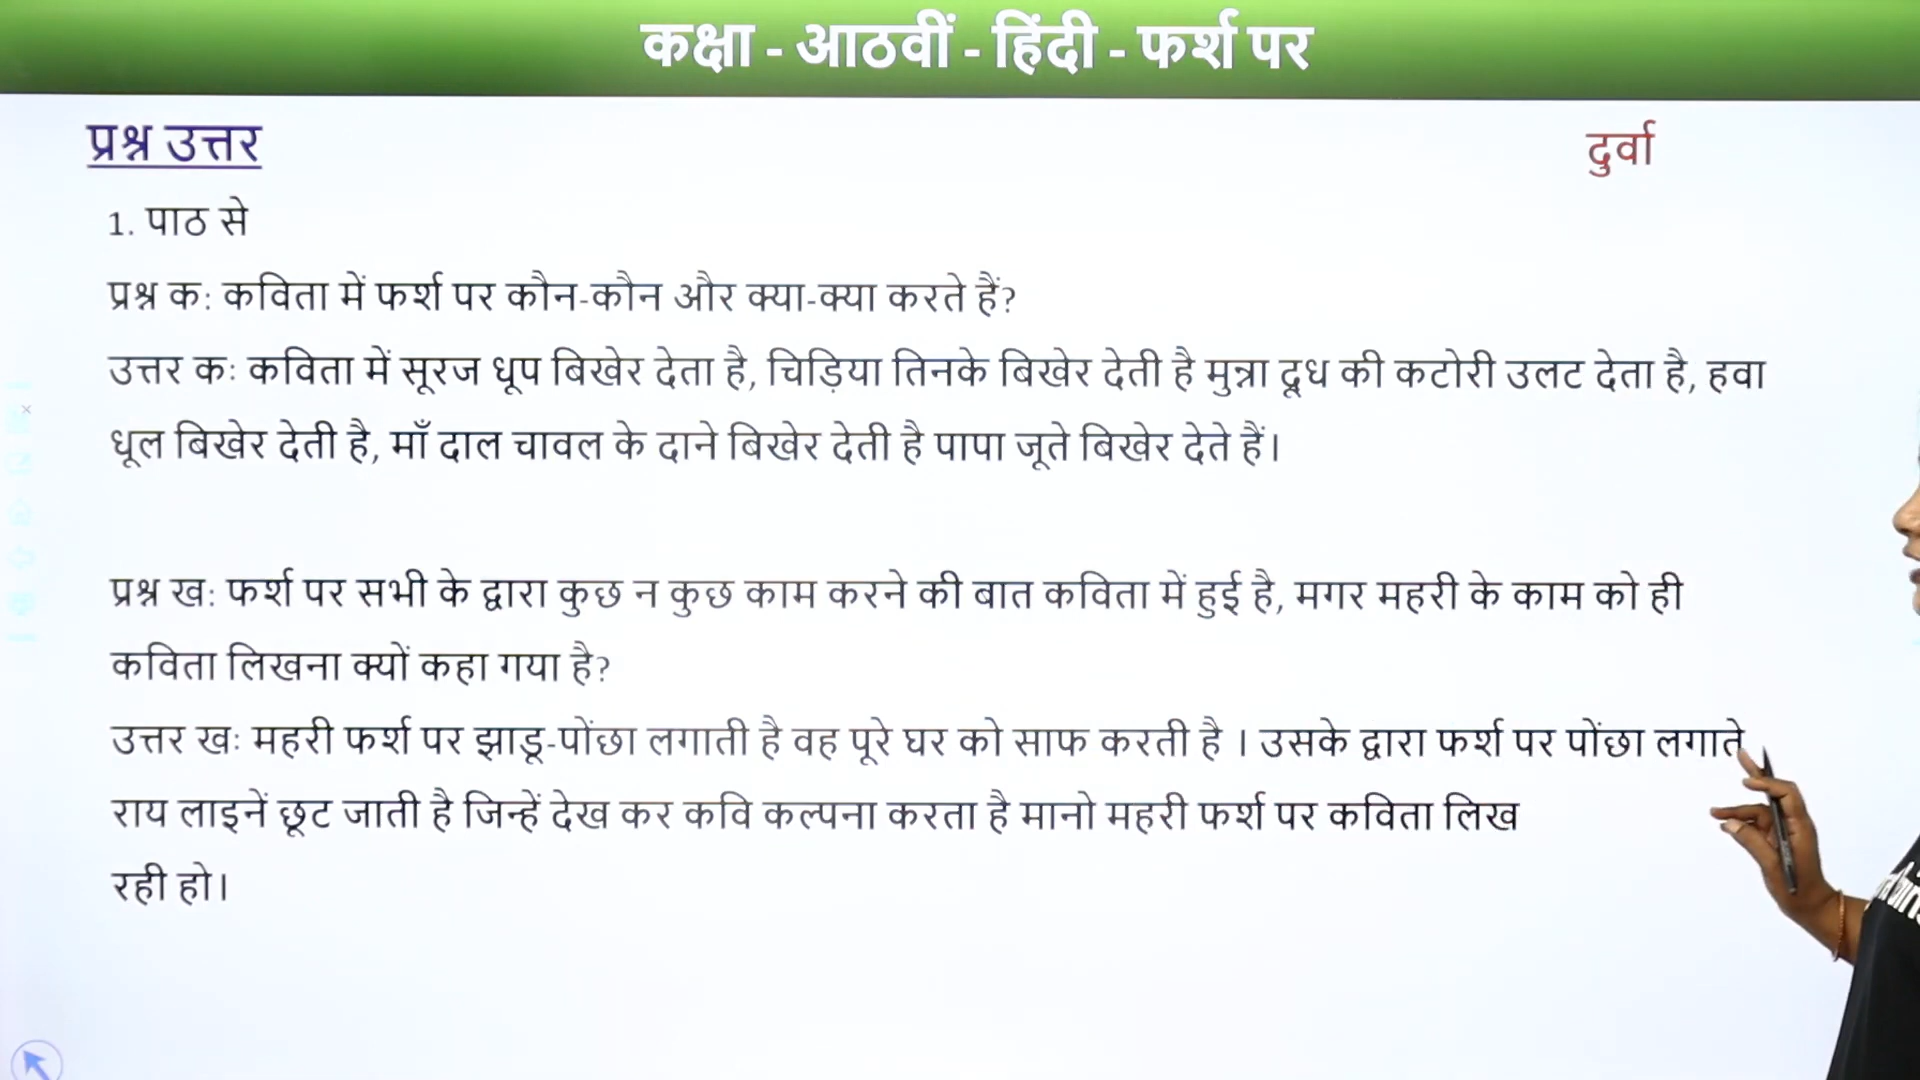 कक्षा - आठवीं - हिंदी - फर्श पर
प्रश्न उत्तर
दुर्वा
1. पाठ से
प्रश्न क: कविता में फर्श पर कौन-कौन और क्या-क्या करते हैं?
उत्तर क: कविता में सूरज धूप बिखेर देता है, चिड़िया तिनके बिखेर देती है मुन्ना दूध की कटोरी उलट देता है, हवा
धूल बिखेर देती है, माँ दाल चावल के दाने बिखेर देती है पापा जूते बिखेर देते हैं।
प्रश्न ख: फर्श पर सभी के द्वारा कुछ न कुछ काम करने की बात कविता में हुई है, मगर महरी के काम को ही
कविता लिखना क्यों कहा गया है?
उत्तर ख: महरी फर्श पर झाडू-पोंछा लगाती है वह पूरे घर को साफ करती है । उसके द्वारा फर्श पर पोंछा लगाते
राय लाइनें छूट जाती है जिन्हें देख कर कवि कल्पना करता है मानो महरी फर्श पर कविता लिख
रही हो।